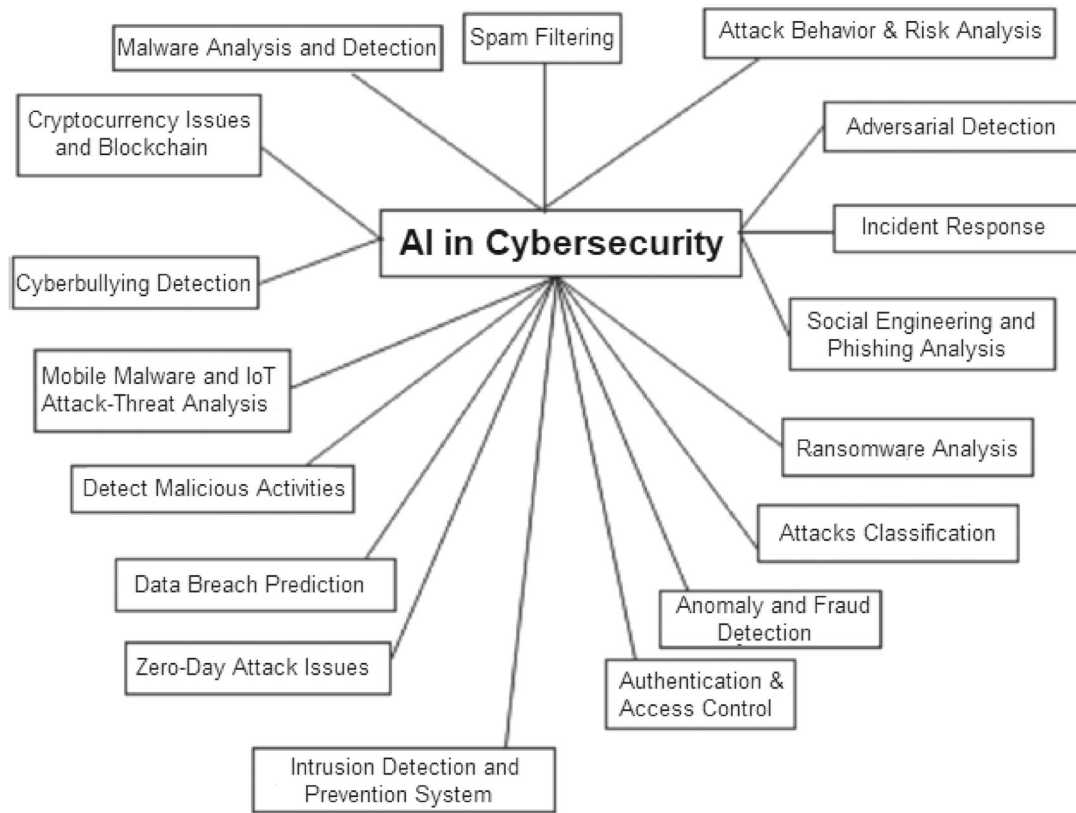 Malware Analysis and Detection
Spam Filtering
Attack Behavior & Risk Analysis
Cryptocurrency Issues
and Blockchain
Adversarial Detection
AI in Cybersecurity
Incident Response
Cyberbullying Detection
Social Engineering and
Phishing Analysis
Mobile Malware and IoT
Attack-Threat Analysis
Ransomware Analysis
Detect Malicious Activities
Attacks Classification
Data Breach Prediction
Anomaly and Fraud
Detection
Zero-Day Attack Issues
Authentication &
Access Control
Intrusion Detection and
Prevention System